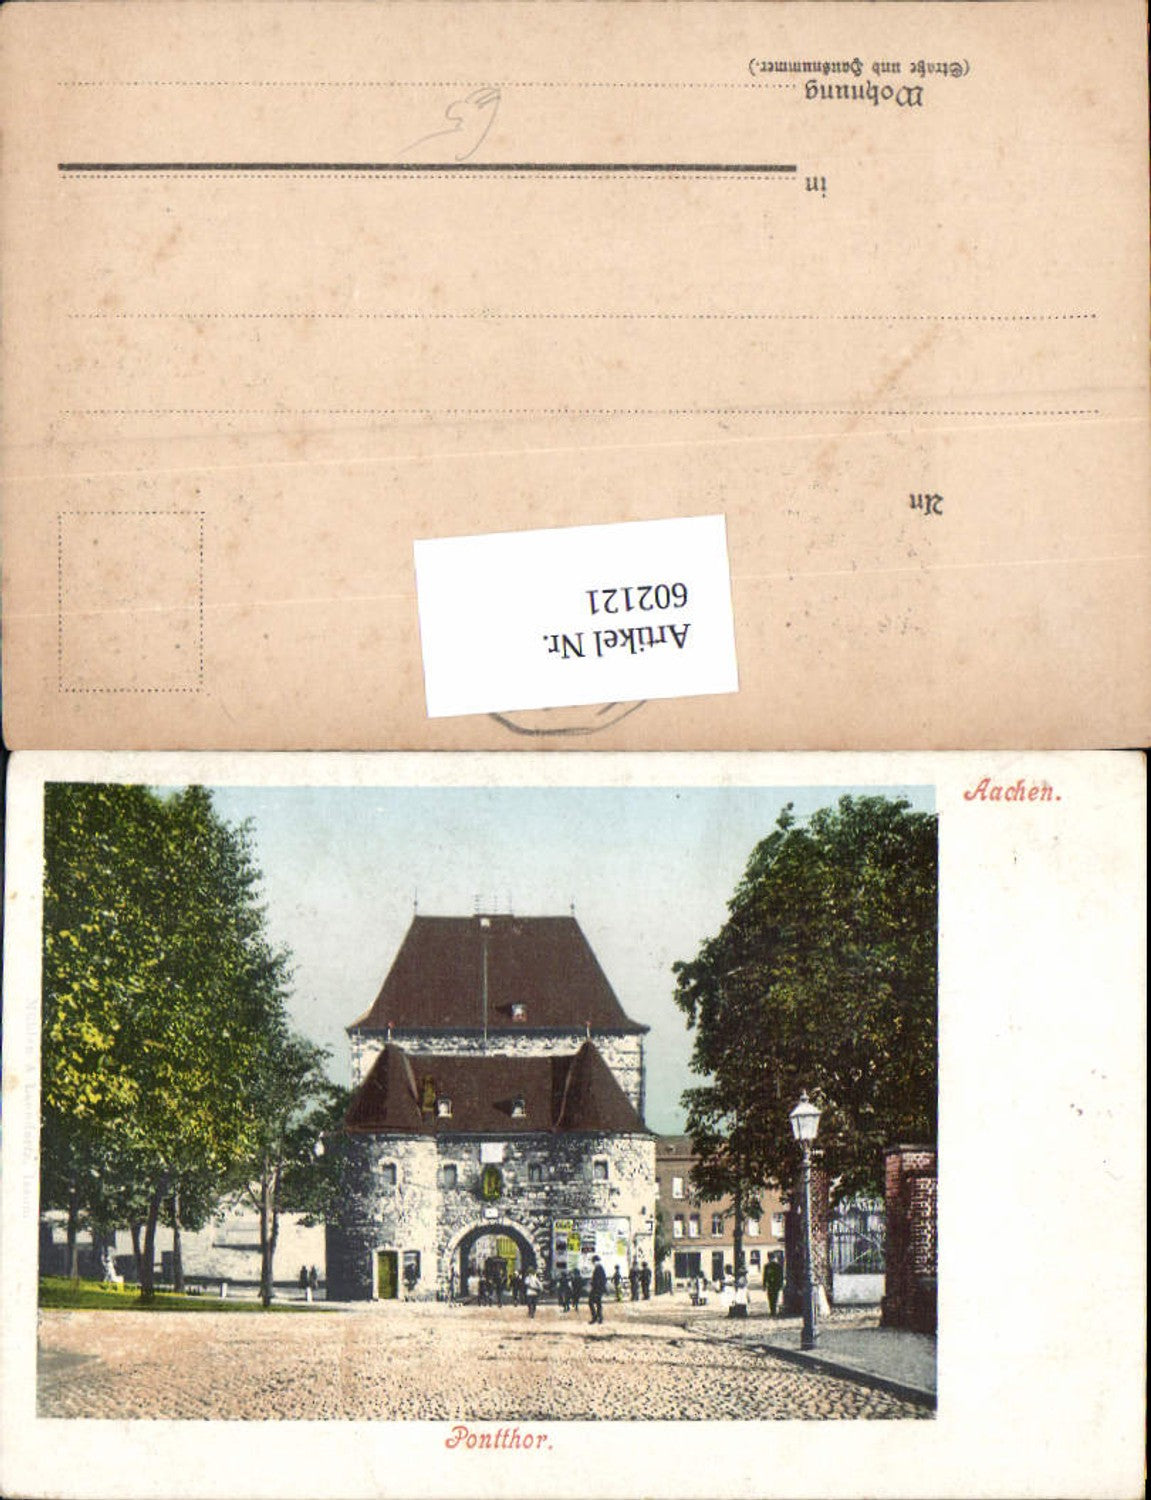 An
in
Wohnung
(Straße und Hausnummer.)
Artikel Nr.
602121
Aachen.
Pontthor.